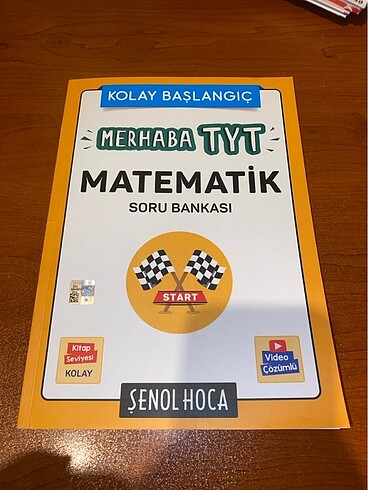 KOLAY BAŞLANGIÇ
MERHABA TYT
MATEMATİK
SORU BANKASI
START
Kitap
Seviyesi
KOLAY
Video
Çözümlü
ŞENOL HOCA